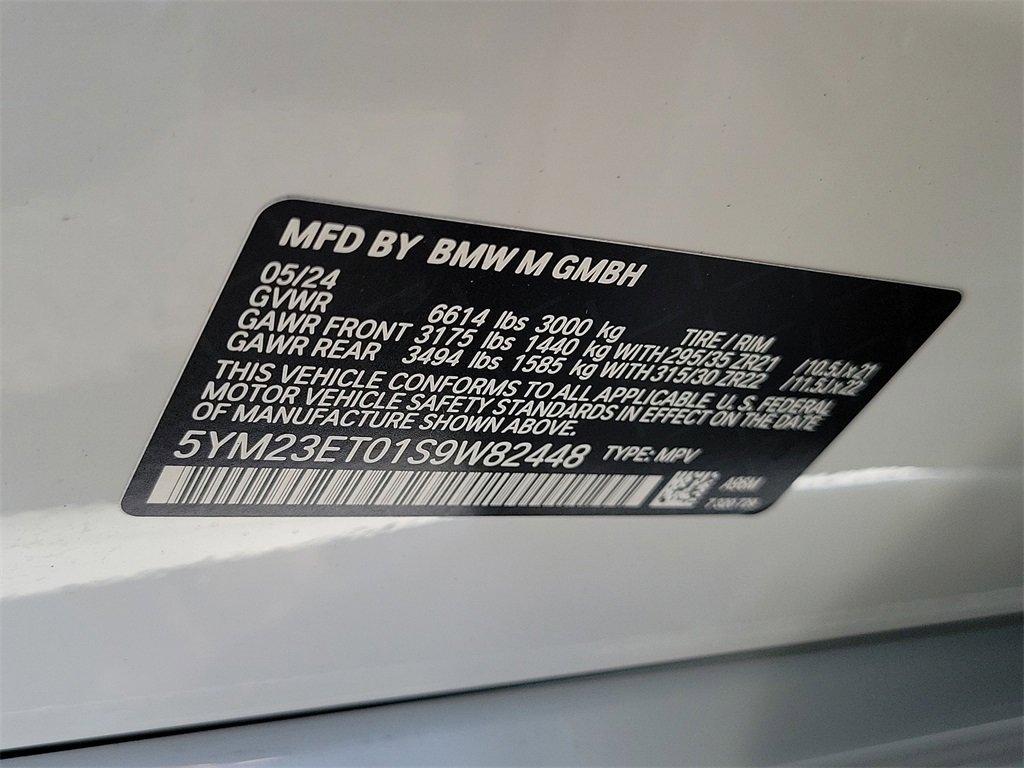 MFD BY BMW M GMBH
05/24
GVWR 6614 lbs 3000 kg TIRE / RIM
GAWR FRONT 3175 lbs 1440 kg WITH 295/35 ZR21 /10.5Jx21
GAWR REAR 3494 lbs 1585 kg WITH 315/30 ZR22 /11.5Jx22
THIS VEHICLE CONFORMS TO ALL APPLICABLE U.S. FEDERAL
MOTOR VEHICLE SAFETY STANDARDS IN EFFECT ON THE DATE
OF MANUFACTURE SHOWN ABOVE.
5YM23ET01S9W82448 TYPE: MPV
A96M